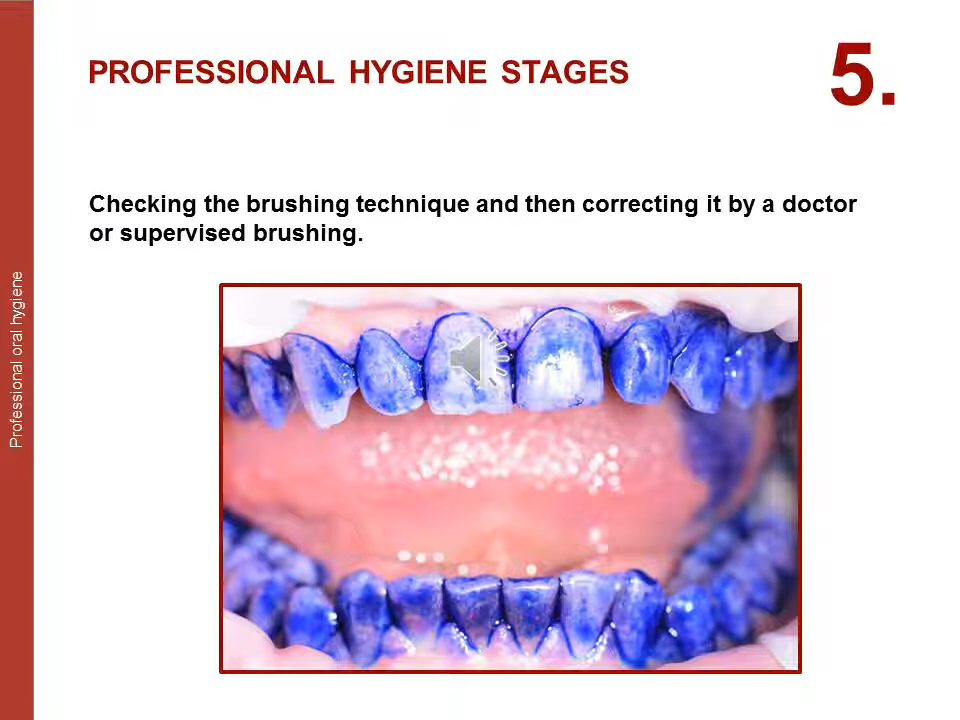 PROFESSIONAL HYGIENE STAGES
5.
Checking the brushing technique and then correcting it by a doctor
or supervised brushing.
Professional oral hygiene